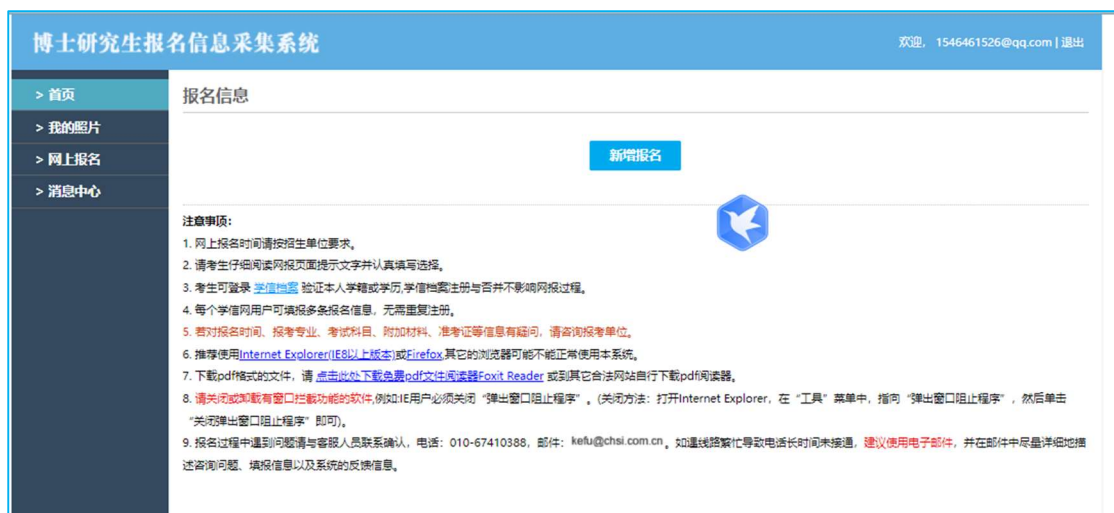 博士研究生报名信息采集系统
欢迎, 1546461526@qq.com | 退出
> 首页
> 我的照片
> 网上报名
> 消息中心
报名信息
新增报名
注意事项:
1. 网上报名时间请按招生单位要求。
2. 请考生仔细阅读网报页面提示文字并认真填写选择。
3. 考生可登录 学信档案 验证本人学籍或学历,学信档案注册与否并不影响网报过程。
4. 每个学信网用户可填报多条报名信息，无需重复注册。
5. 若对报名时间、报考专业、考试科目、附加材料、准考证等信息有疑问，请咨询报考单位。
6. 推荐使用Internet Explorer(IE8以上版本)或Firefox,其它的浏览器可能不能正常使用本系统。
7. 下载pdf格式的文件，请 点击此处下载免费pdf文件阅读器Foxit Reader 或到其它合法网站自行下载pdf阅读器。
8. 请关闭或卸载有窗口拦截功能的软件,例如:IE用户必须关闭“弹出窗口阻止程序”。(关闭方法：打开Internet Explorer，在“工具”菜单中，指向“弹出窗口阻止程序”，然后单击
“关闭弹出窗口阻止程序”即可)。
9. 报名过程中遇到问题请与客服人员联系确认，电话：010-67410388，邮件：kefu@chsi.com.cn。如遇线路繁忙导致电话长时间未接通，建议使用电子邮件，并在邮件中尽量详细地描
述咨询问题、填报信息以及系统的反馈信息。